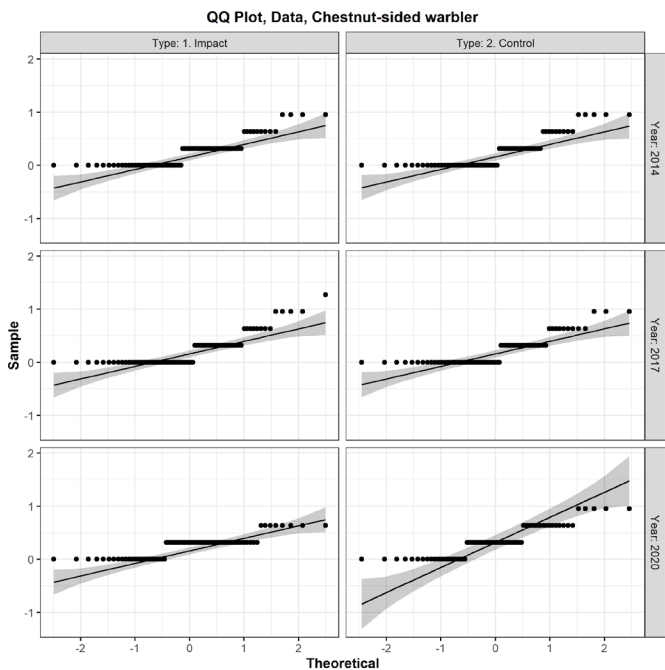 QQ Plot, Data, Chestnut-sided warbler
Type: 1. Impact
Type: 2. Control
2
1
0
-1
Year: 2014
2
1
0
-1
Year: 2017
2
1
0
-1
Year: 2020
Sample
-2
-1
0
1
2
-2
-1
0
1
2
Theoretical